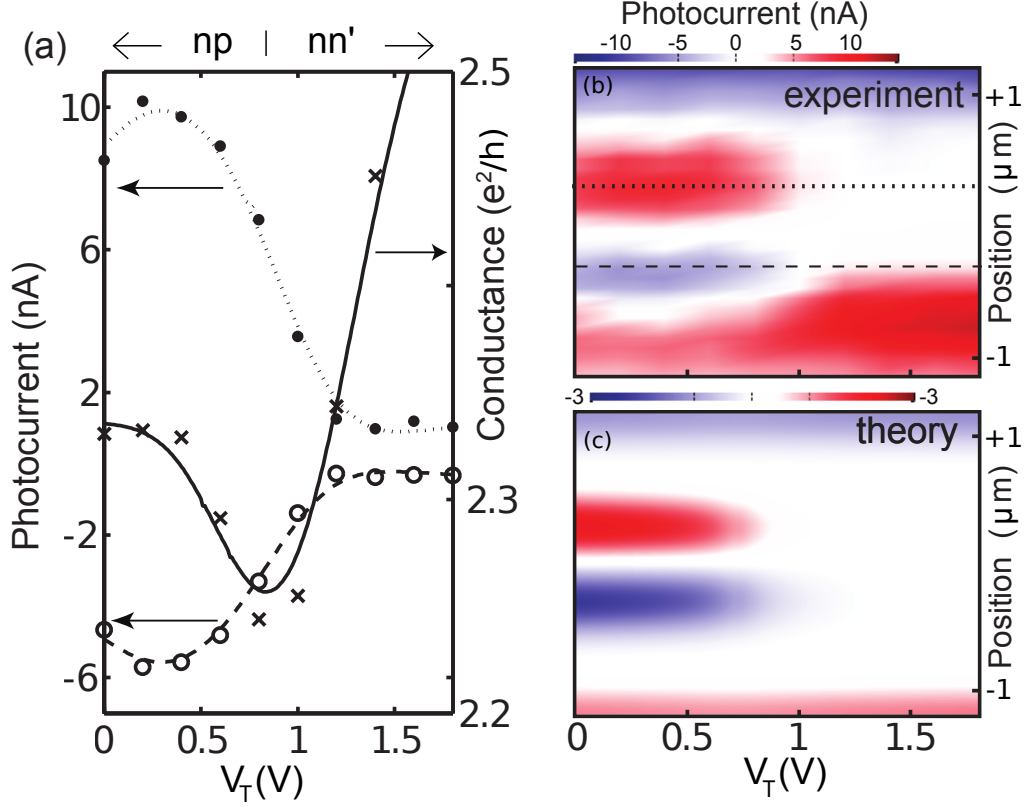 (a)
np | nn'
10
6
2
-2
-6
Photocurrent (nA)
2.5
2.3
2.2
Conductance (e²/h)
0 0.5 1 1.5
V_T(V)
Photocurrent (nA)
-10 -5 0 5 10
(b)
experiment
+1
-1
Position (µm)
-3 -3
(c)
theory
+1
-1
Position (µm)
0 0.5 1 1.5
V_T(V)